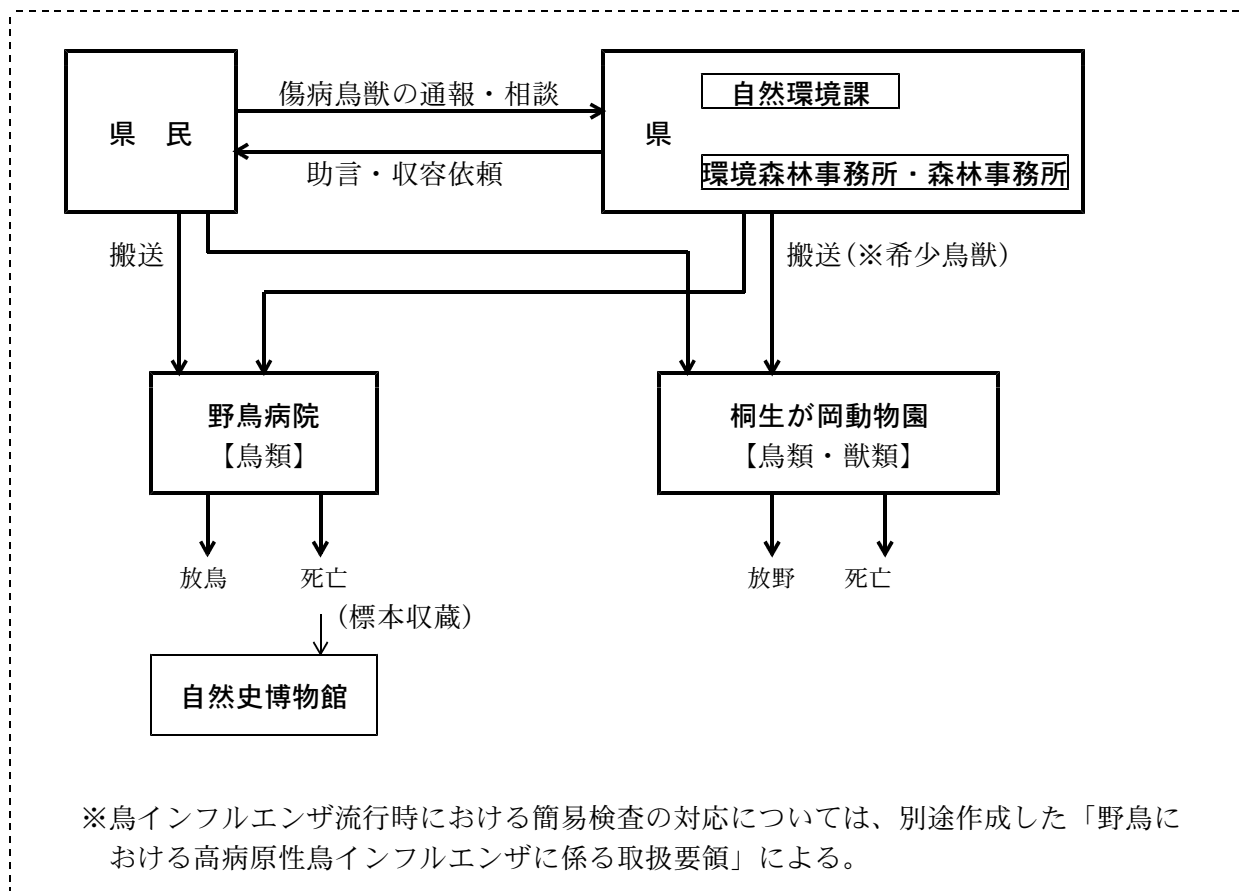 傷病鳥獣の通報・相談
県　民
県
自然環境課
助言・収容依頼
環境森林事務所・森林事務所
搬送
搬送(※希少鳥獣)
野鳥病院
【鳥類】
桐生が岡動物園
【鳥類・獣類】
放鳥
死亡
放野
死亡
(標本収蔵)
自然史博物館
※鳥インフルエンザ流行時における簡易検査の対応については、別途作成した「野鳥に
おける高病原性鳥インフルエンザに係る取扱要領」による。